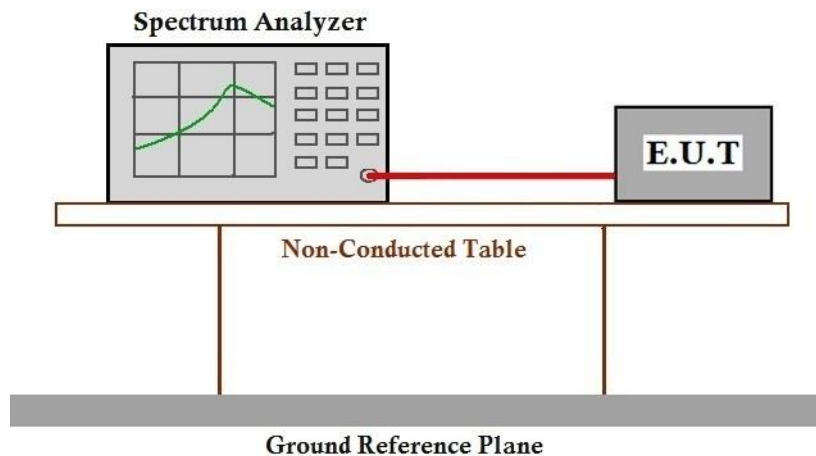 Spectrum Analyzer
E.U.T
Non-Conducted Table
Ground Reference Plane